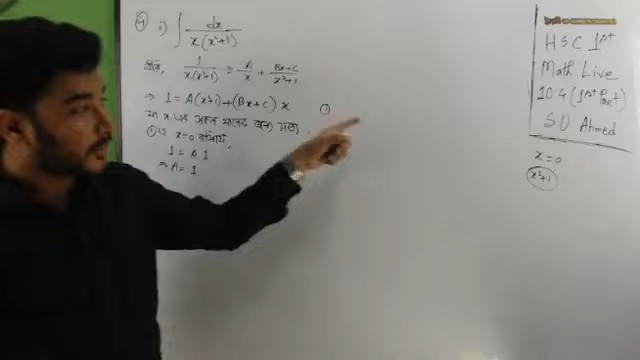 i) ∫ dx / x(x²+1)
ধরি, 1 / x(x²+1) = A/x + Bx+C / x²+1
⇒ 1 = A(x²+1) + (Bx+C) x
যা x এর সকল মানের জন্য সত্য।
x=0 বসিয়ে,
1 = A 1
⇒ A = 1
HSC 1st
Math Live
10 4 (1st Part)
SU Ahmed
x = 0
x²+1